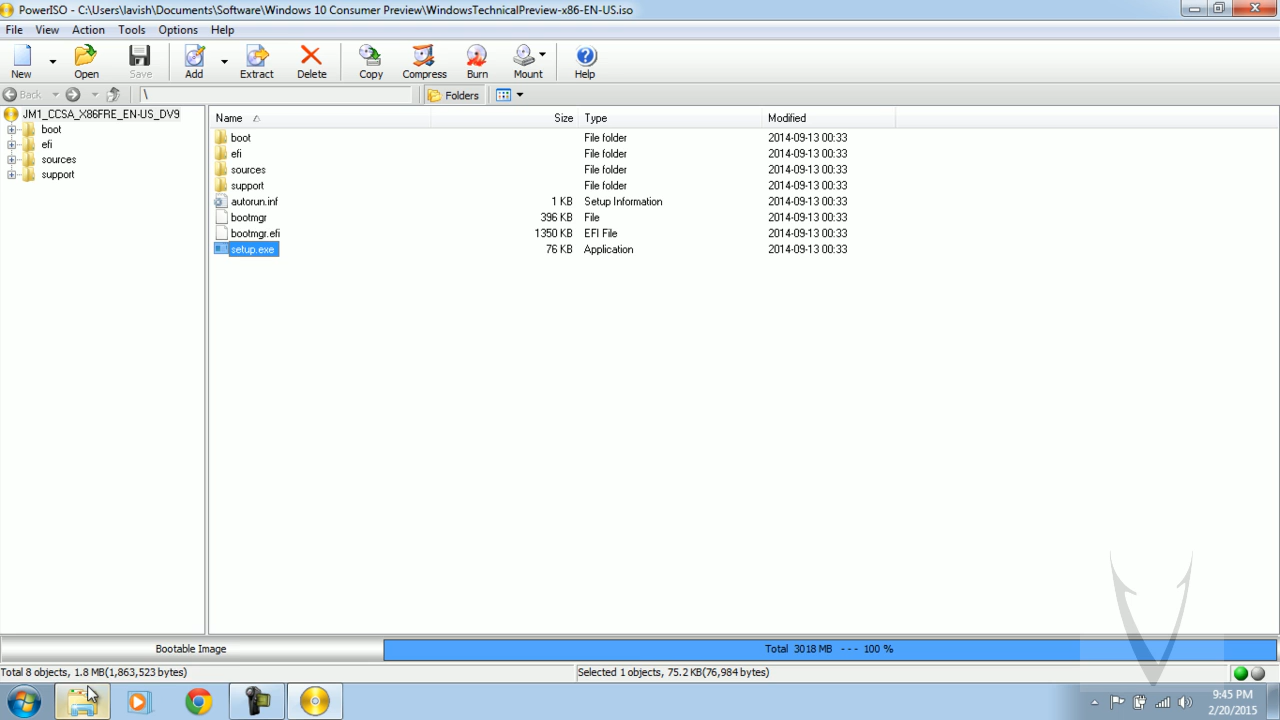 PowerISO - C:\Users\lavish\Documents\Software\Windows 10 Consumer Preview\WindowsTechnicalPreview-x86-EN-US.iso
File View Action Tools Options Help
New Open Save Add Extract Delete Copy Compress Burn Mount Help
Back \ Folders
JM1_CCSA_X86FRE_EN-US_DV9
boot
efi
sources
support
Name Size Type Modified
boot File folder 2014-09-13 00:33
efi File folder 2014-09-13 00:33
sources File folder 2014-09-13 00:33
support File folder 2014-09-13 00:33
autorun.inf 1 KB Setup Information 2014-09-13 00:33
bootmgr 396 KB File 2014-09-13 00:33
bootmgr.efi 1350 KB EFI File 2014-09-13 00:33
setup.exe 76 KB Application 2014-09-13 00:33
Bootable Image Total 3018 MB --- 100 %
Total 8 objects, 1.8 MB(1,863,523 bytes) Selected 1 objects, 75.2 KB(76,984 bytes)
9:45 PM
2/20/2015